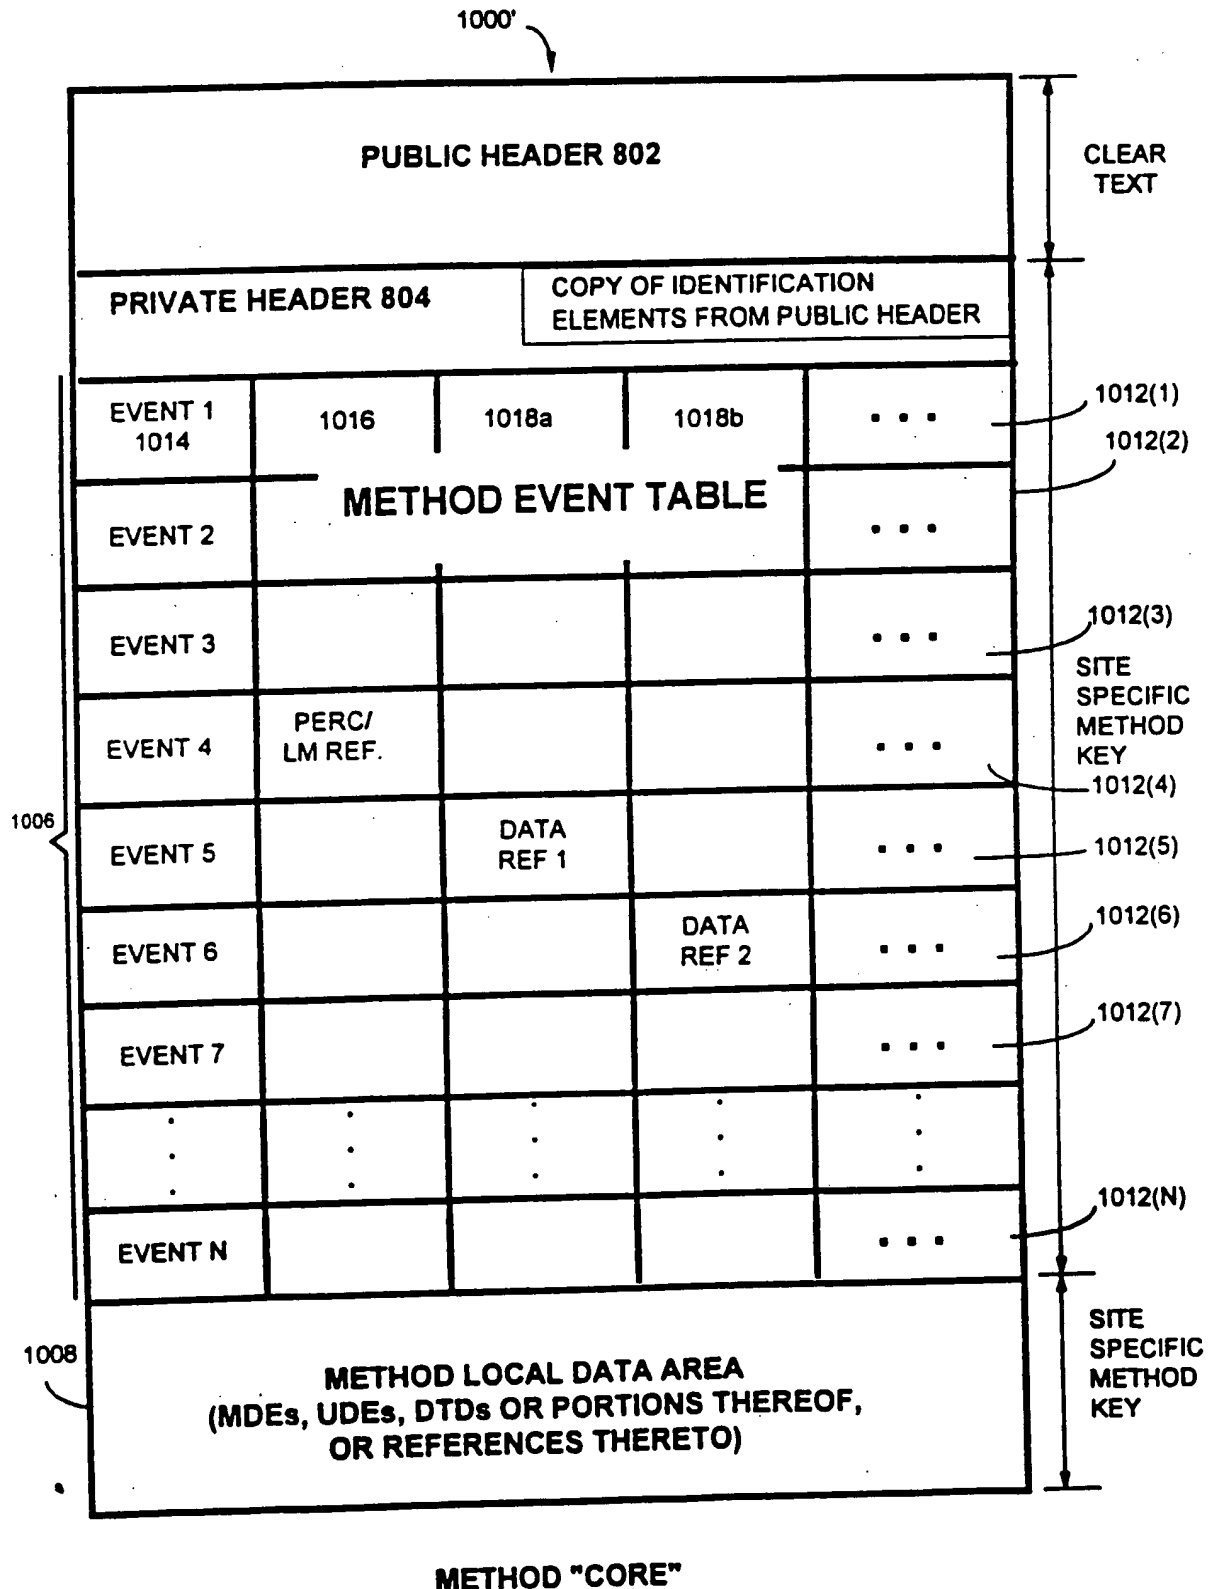 1000'
PUBLIC HEADER 802
CLEAR
TEXT
PRIVATE HEADER 804
COPY OF IDENTIFICATION
ELEMENTS FROM PUBLIC HEADER
EVENT 1
1014
1016
1018a
1018b
. . .
1012(1)
1012(2)
METHOD EVENT TABLE
EVENT 2
. . .
EVENT 3
. . .
1012(3)
SITE
SPECIFIC
METHOD
KEY
EVENT 4
PERC/
LM REF.
. . .
1012(4)
1006
EVENT 5
DATA
REF 1
. . .
1012(5)
EVENT 6
DATA
REF 2
. . .
1012(6)
EVENT 7
. . .
1012(7)
EVENT N
. . .
1012(N)
1008
METHOD LOCAL DATA AREA
(MDEs, UDEs, DTDs OR PORTIONS THEREOF,
OR REFERENCES THERETO)
SITE
SPECIFIC
METHOD
KEY
METHOD "CORE"